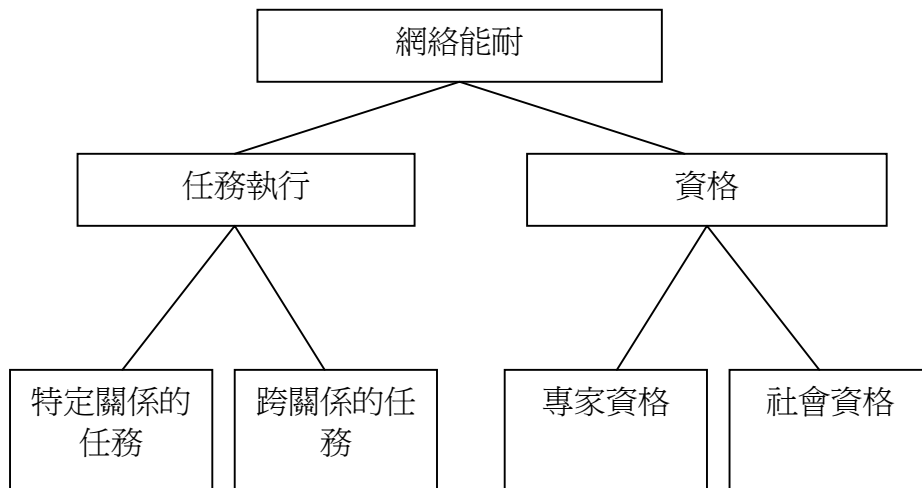 網絡能耐
任務執行
資格
特定關係的
任務
跨關係的任
務
專家資格
社會資格